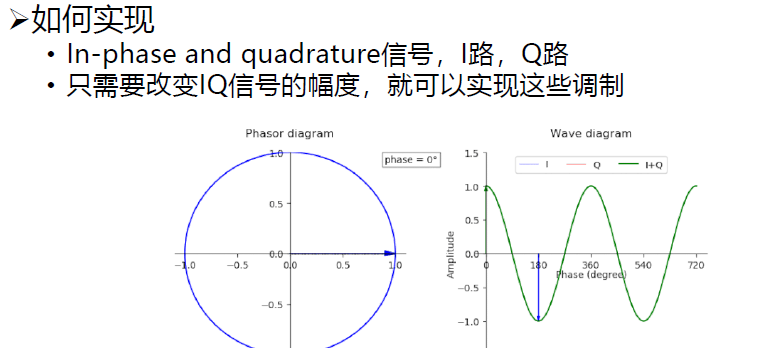 ➢如何实现
• In-phase and quadrature信号，I路，Q路
• 只需要改变IQ信号的幅度，就可以实现这些调制
Phasor diagram
1.0
phase = 0°
0.5
0.0
−1.0 −0.5 0.0 0.5 1.0
−0.5
Wave diagram
1.5
I Q I+Q
1.0
0.5
0.0
0 180 360 540 720
Phase (degree)
−0.5
−1.0
Amplitude